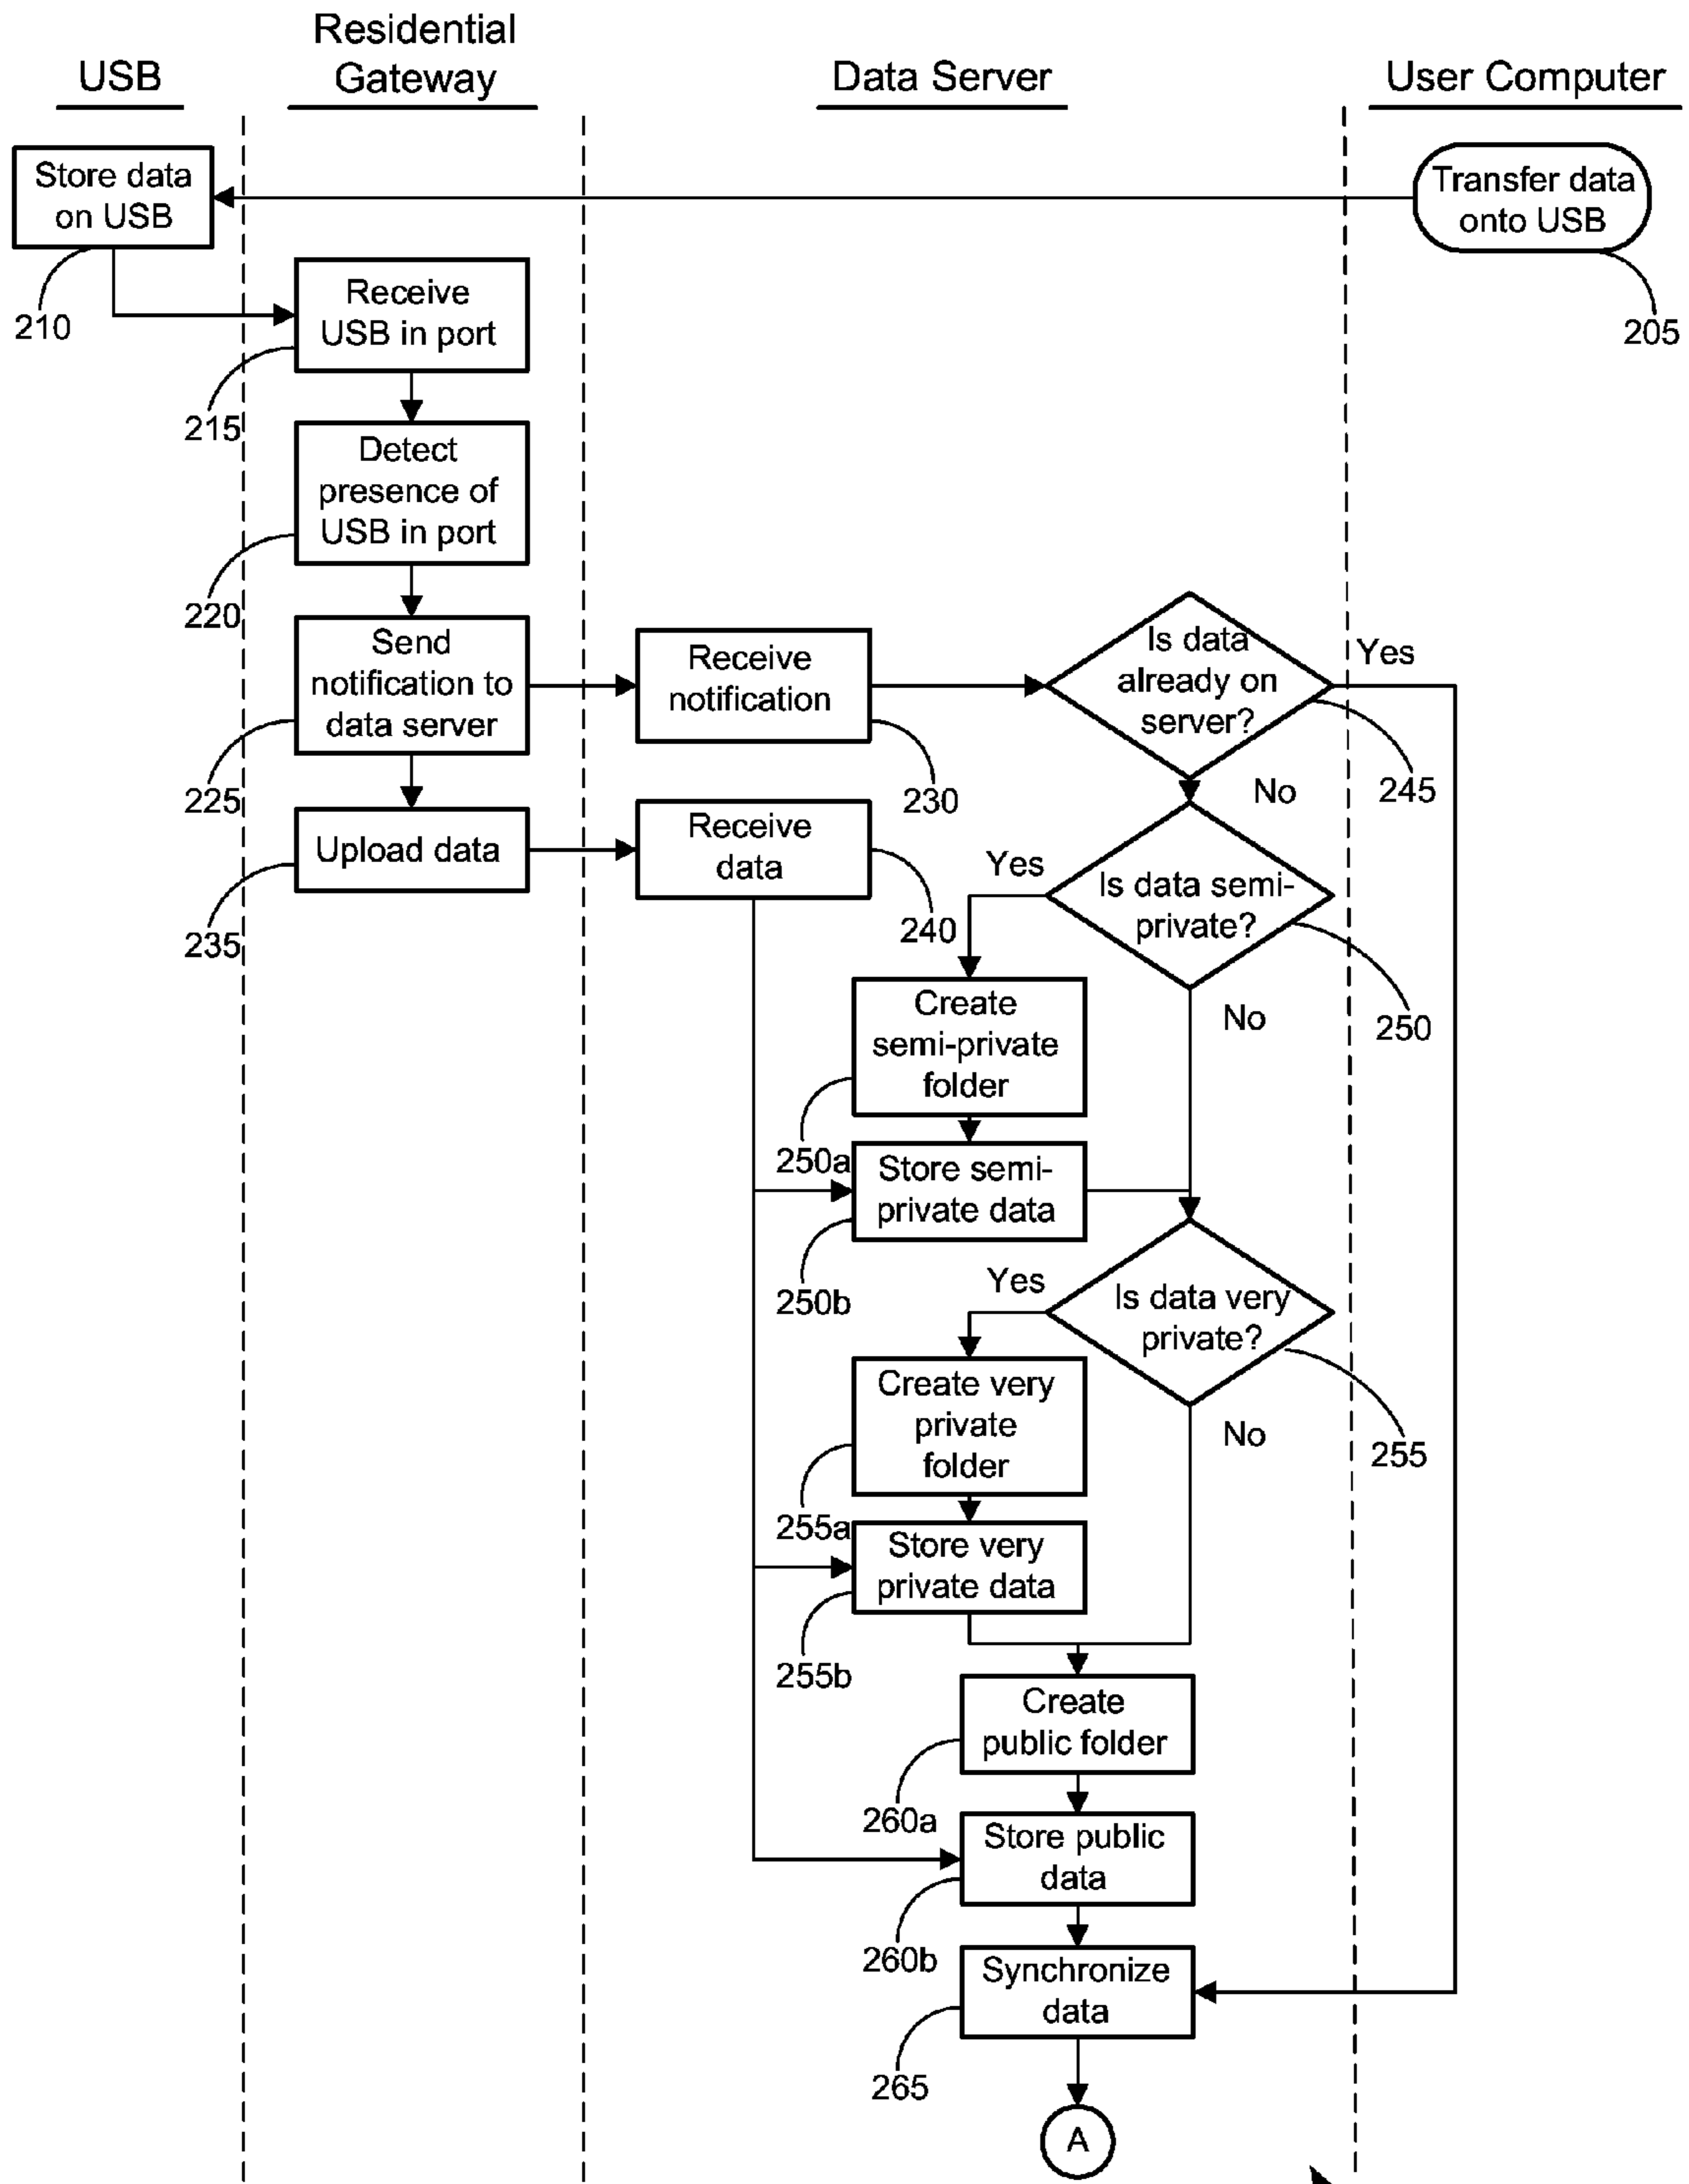 USB
Residential
Gateway
Data Server
User Computer
Store data
on USB
Transfer data
onto USB
210
205
Receive
USB in port
215
Detect
presence of
USB in port
220
Send
notification to
data server
225
Receive
notification
230
Is data
already on
server?
Yes
245
No
Upload data
235
Receive
data
240
Yes
Is data semi-
private?
250
No
Create
semi-private
folder
250a
Store semi-
private data
250b
Yes
Is data very
private?
255
No
Create very
private
folder
255a
Store very
private data
255b
Create
public folder
260a
Store public
data
260b
Synchronize
data
265
A